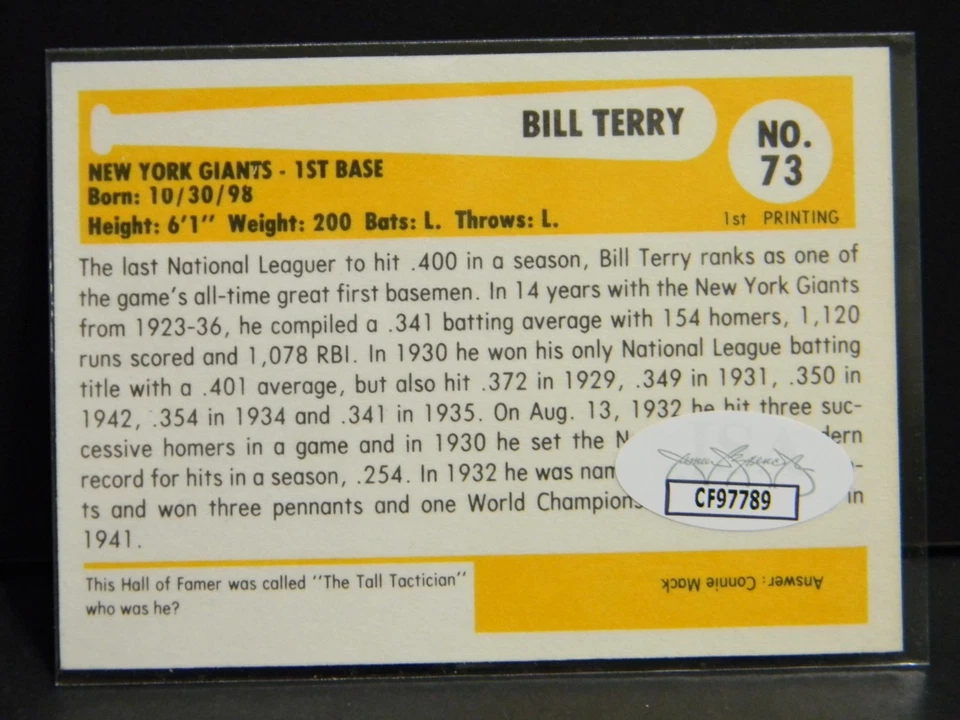 BILL TERRY
NO.
73
NEW YORK GIANTS - 1ST BASE
Born: 10/30/98
Height: 6'1" Weight: 200 Bats: L. Throws: L.
1st PRINTING
The last National Leaguer to hit .400 in a season, Bill Terry ranks as one of
the game's all-time great first basemen. In 14 years with the New York Giants
from 1923-36, he compiled a .341 batting average with 154 homers, 1,120
runs scored and 1,078 RBI. In 1930 he won his only National League batting
title with a .401 average, but also hit .372 in 1929, .349 in 1931, .350 in
1942, .354 in 1934 and .341 in 1935. On Aug. 13, 1932 he hit three suc-
cessive homers in a game and in 1930 he set the N dern
record for hits in a season, .254. In 1932 he was nam
ts and won three pennants and one World Champions in
1941.
CF97789
This Hall of Famer was called "The Tall Tactician"
who was he?
Answer: Connie Mack